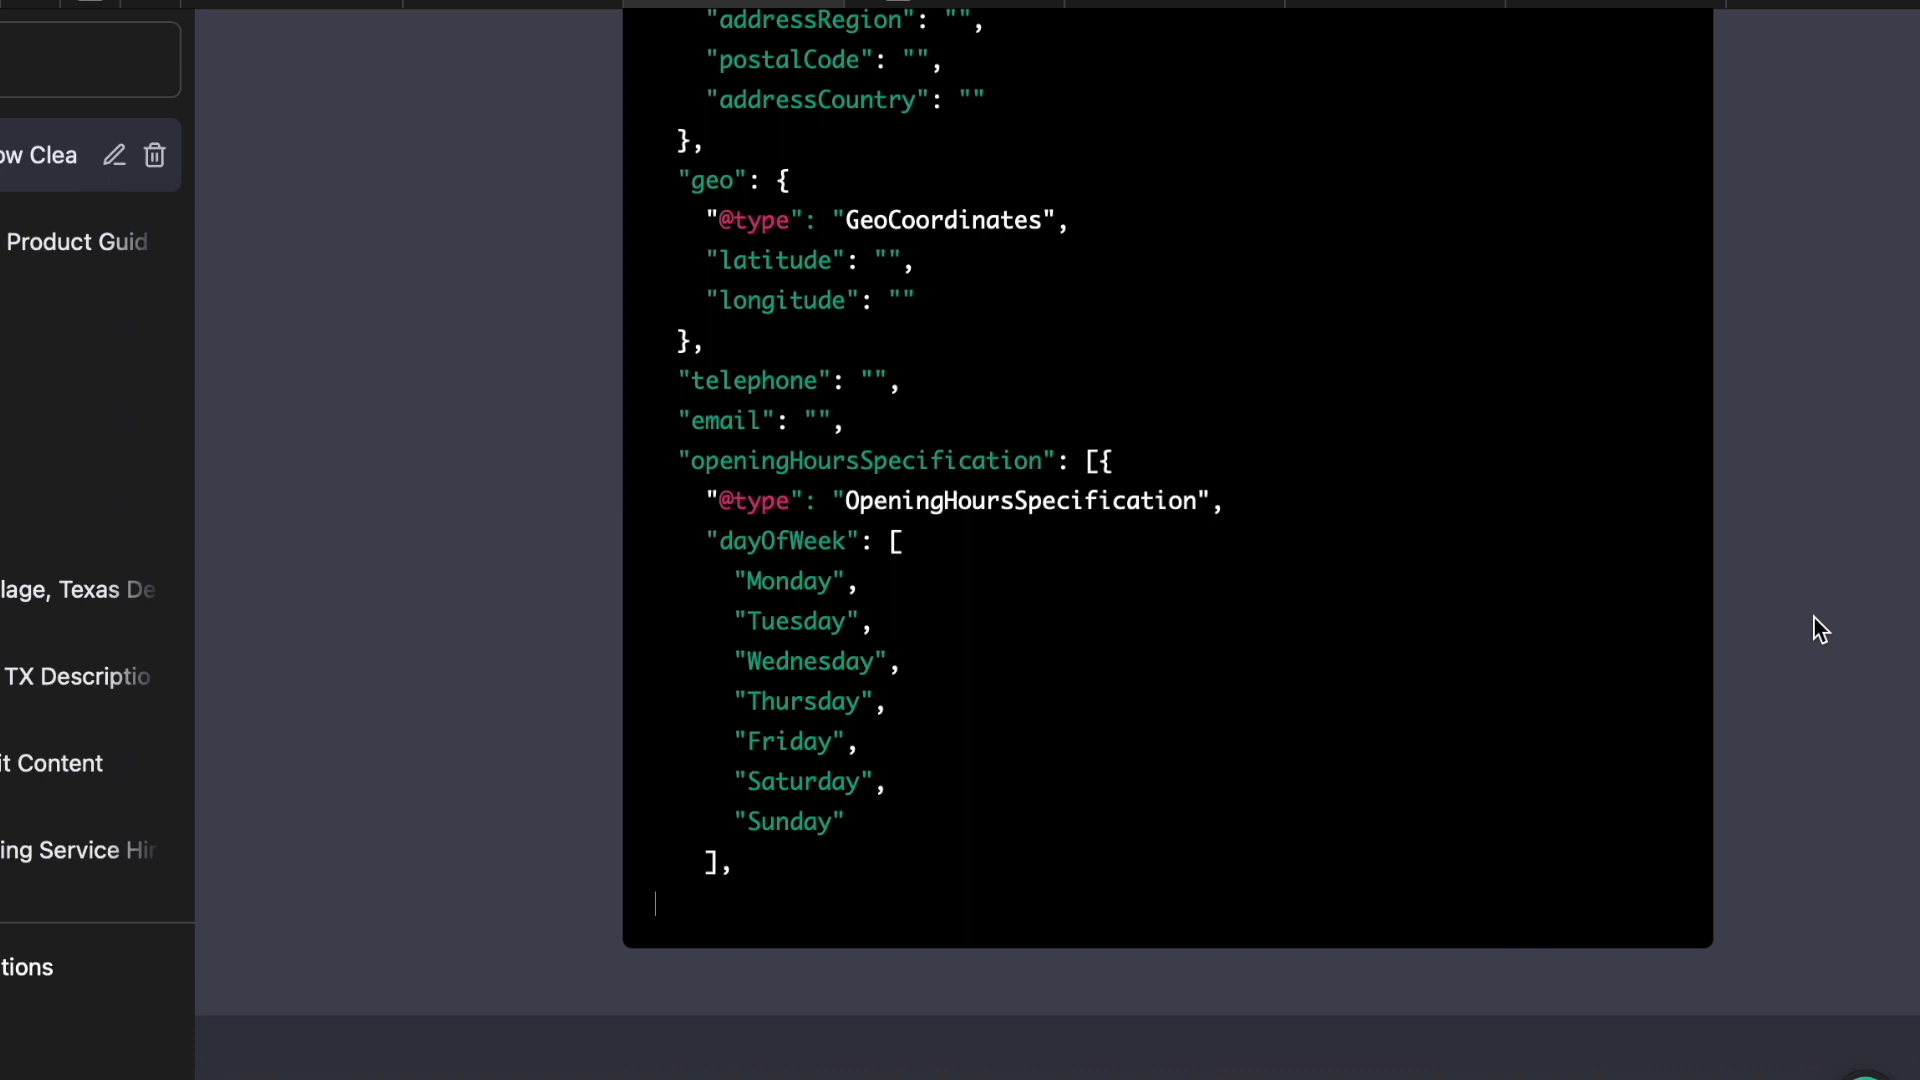 "addressRegion": "",
"postalCode": "",
"addressCountry": ""
},
"geo": {
"@type": "GeoCoordinates",
"latitude": "",
"longitude": ""
},
"telephone": "",
"email": "",
"openingHoursSpecification": [{
"@type": "OpeningHoursSpecification",
"dayOfWeek": [
"Monday",
"Tuesday",
"Wednesday",
"Thursday",
"Friday",
"Saturday",
"Sunday"
],
ow Clea
Product Guid
lage, Texas De
TX Descriptio
it Content
ing Service Hir
tions